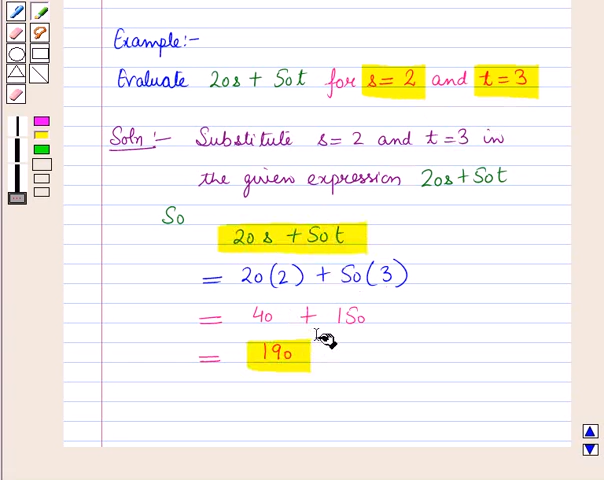 Example:-
Evaluate 20s + 50t for s = 2 and t = 3
Soln :- Substitute s = 2 and t = 3 in
the given expression 20s + 50t
So
20s + 50t
= 20(2) + 50(3)
= 40 + 150
= 190